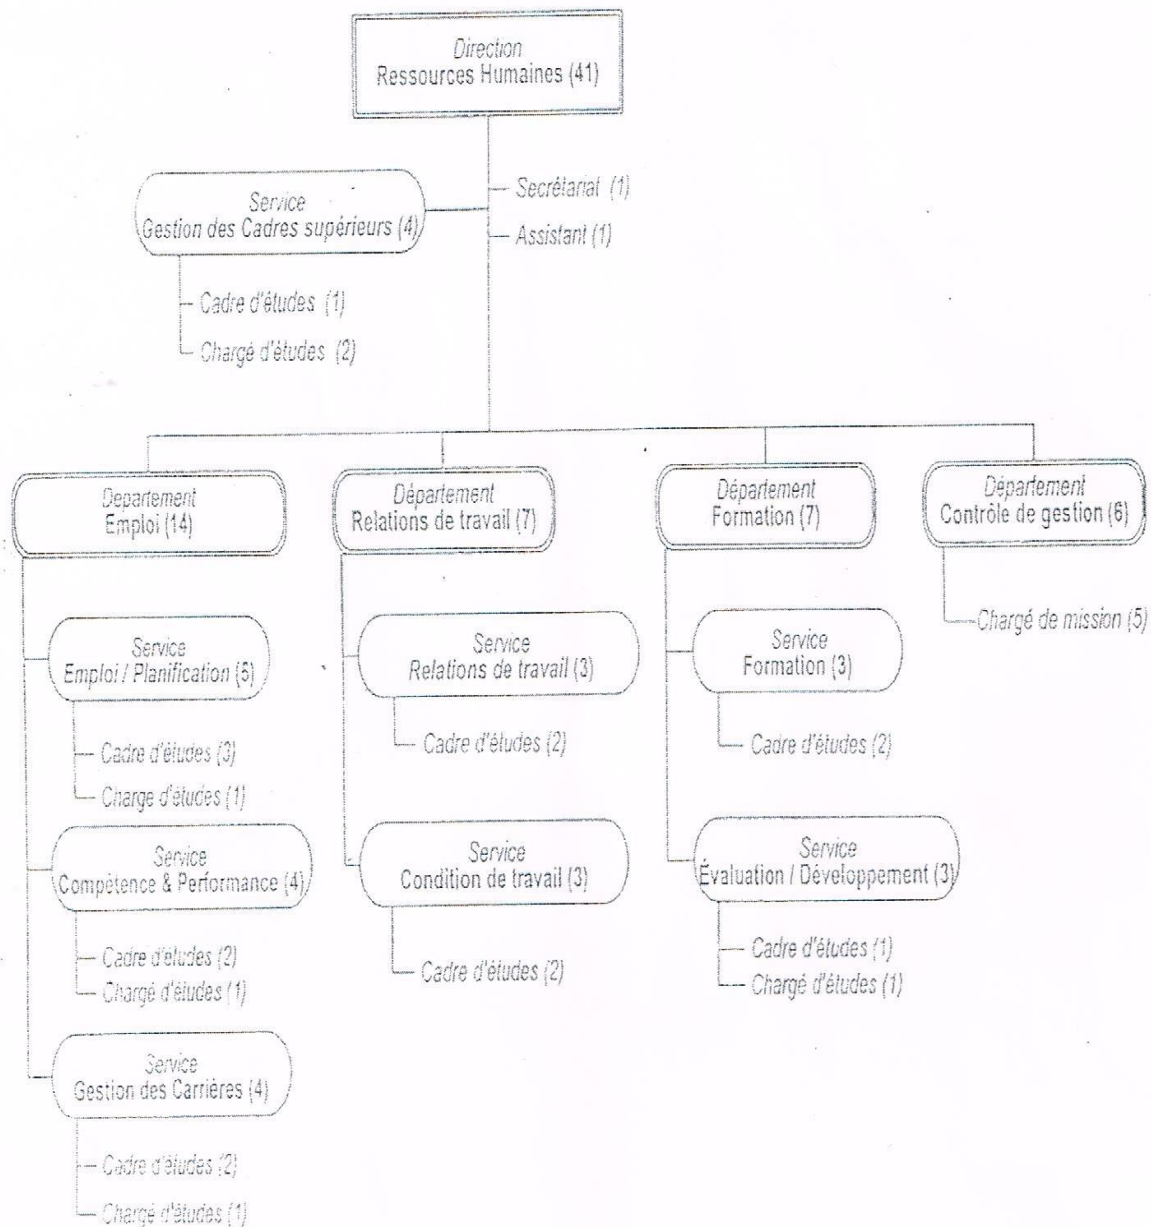 Direction
Ressources Humaines (41)
Secrétariat (1)
Assistant (1)
Service
Gestion des Cadres supérieurs (4)
Cadre d'études (1)
Chargé d'études (2)
Département
Emploi (14)
Service
Emploi / Planification (5)
Cadre d'études (3)
Charge d'études (1)
Service
Compétence & Performance (4)
Cadre d'études (2)
Chargé d'études (1)
Service
Gestion des Carrières (4)
Cadre d'études (2)
Chargé d'études (1)
Département
Relations de travail (7)
Service
Relations de travail (3)
Cadre d'études (2)
Service
Condition de travail (3)
Cadre d'études (2)
Département
Formation (7)
Service
Formation (3)
Cadre d'études (2)
Service
Évaluation / Développement (3)
Cadre d'études (1)
Chargé d'études (1)
Département
Contrôle de gestion (6)
Chargé de mission (5)